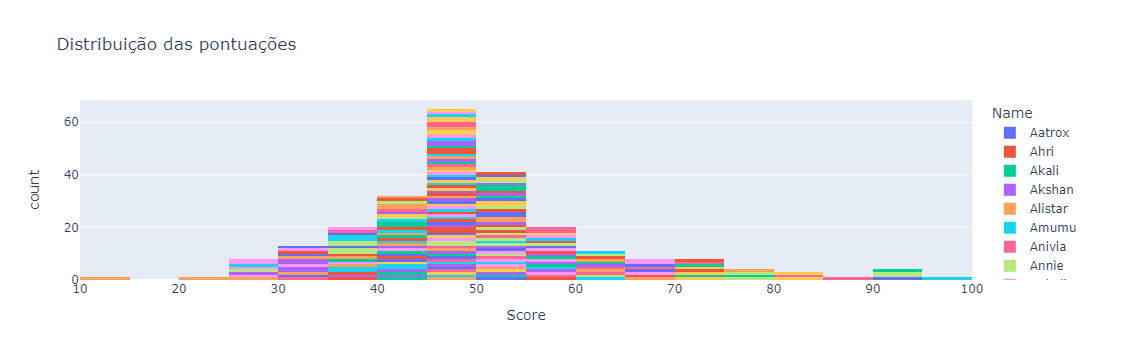 Distribuição das pontuações
count
60
40
20
0
10 20 30 40 50 60 70 80 90 100
Score
Name
Aatrox
Ahri
Akali
Akshan
Alistar
Amumu
Anivia
Annie